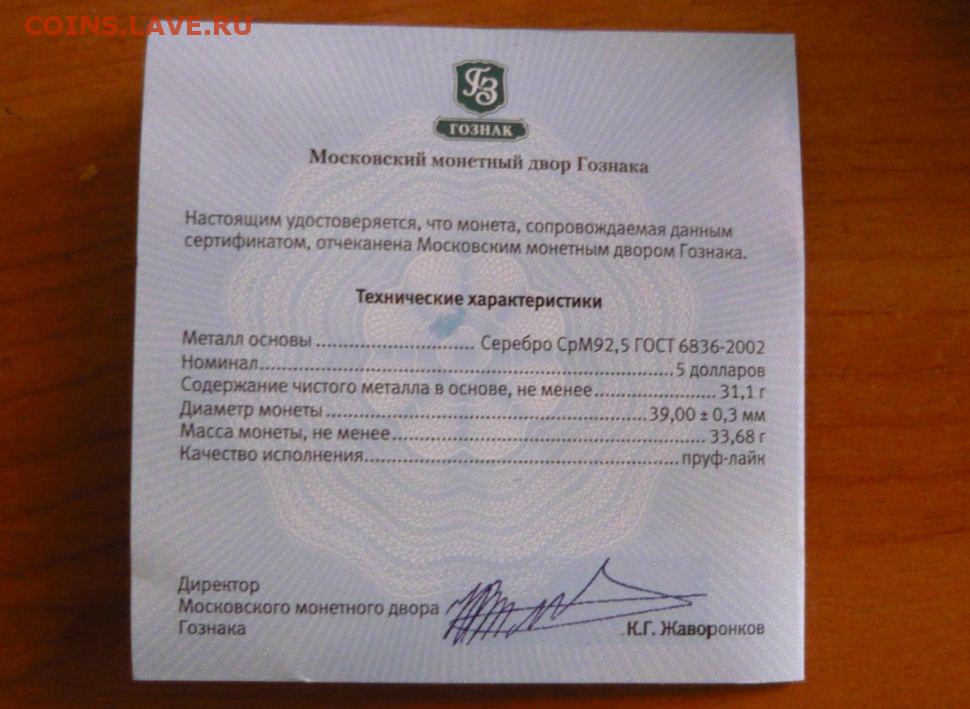 COINS.LAVE.RU
ГЗ
ГОЗНАК
Московский монетный двор Гознака
Настоящим удостоверяется, что монета, сопровождаемая данным
сертификатом, отчеканена Московским монетным двором Гознака.
Технические характеристики
Металл основы ............................ Серебро СрМ92,5 ГОСТ 6836-2002
Номинал..........................................................................5 долларов
Содержание чистого металла в основе, не менее...................... 31,1 г
Диаметр монеты.........................................................39,00 ± 0,3 мм
Масса монеты, не менее........................................................ 33,68 г
Качество исполнения........................................................пруф-лайк
Директор
Московского монетного двора
Гознака
К.Г. Жаворонков